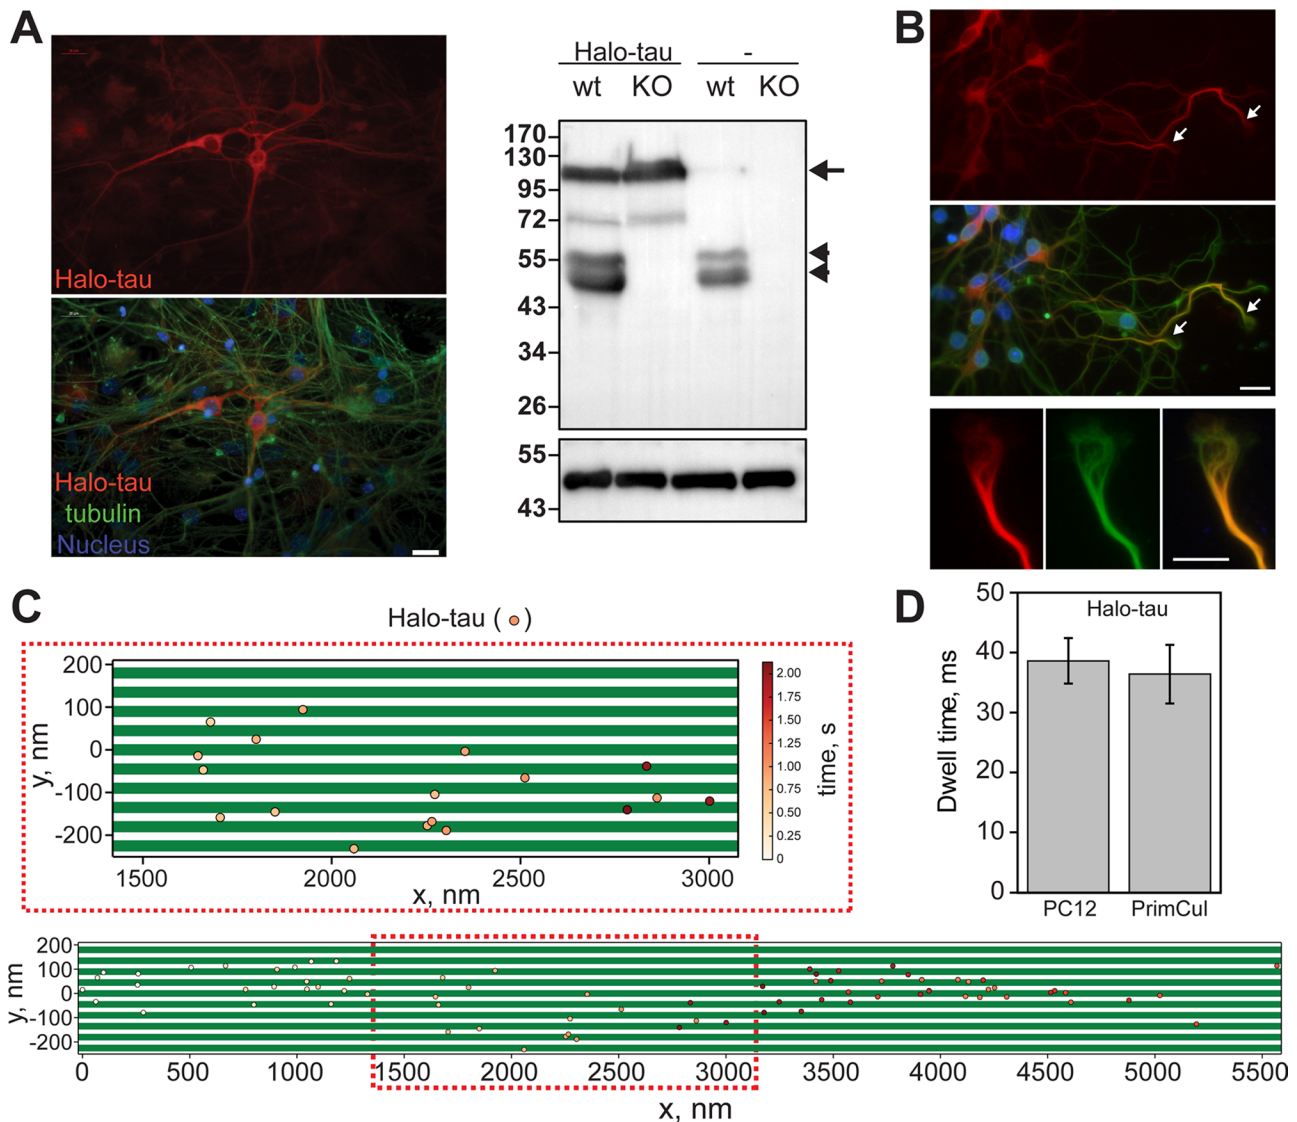 A
Halo-tau
Halo-tau
tubulin
Nucleus
Halo-tau -
wt KO wt KO
170
130
95
72
55
43
34
26
55
43
B
C
Halo-tau ( )
200
100
0
-100
-200
y, nm
1500 2000 2500 3000
x, nm
2.00
1.75
1.50
1.25
1.00
0.75
0.50
0.25
0
time, s
D
Halo-tau
50
40
30
20
10
0
Dwell time, ms
PC12 PrimCul
200
100
0
-100
-200
y, nm
0 500 1000 1500 2000 2500 3000 3500 4000 4500 5000 5500
x, nm